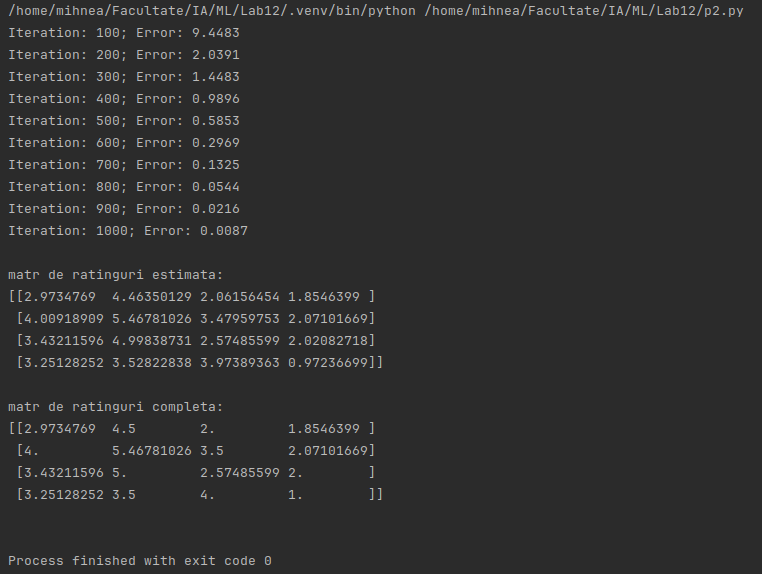 /home/mihnea/Facultate/IA/ML/Lab12/.venv/bin/python /home/mihnea/Facultate/IA/ML/Lab12/p2.py
Iteration: 100; Error: 9.4483
Iteration: 200; Error: 2.0391
Iteration: 300; Error: 1.4483
Iteration: 400; Error: 0.9896
Iteration: 500; Error: 0.5853
Iteration: 600; Error: 0.2969
Iteration: 700; Error: 0.1325
Iteration: 800; Error: 0.0544
Iteration: 900; Error: 0.0216
Iteration: 1000; Error: 0.0087
matr de ratinguri estimata:
[[2.9734769  4.46350129 2.06156454 1.8546399 ]
 [4.00918909 5.46781026 3.47959753 2.07101669]
 [3.43211596 4.99838731 2.57485599 2.02082718]
 [3.25128252 3.52822838 3.97389363 0.97236699]]
matr de ratinguri completa:
[[2.9734769  4.5        2.         1.8546399 ]
 [4.         5.46781026 3.5        2.07101669]
 [3.43211596 5.         2.57485599 2.        ]
 [3.25128252 3.5        4.         1.        ]]
Process finished with exit code 0